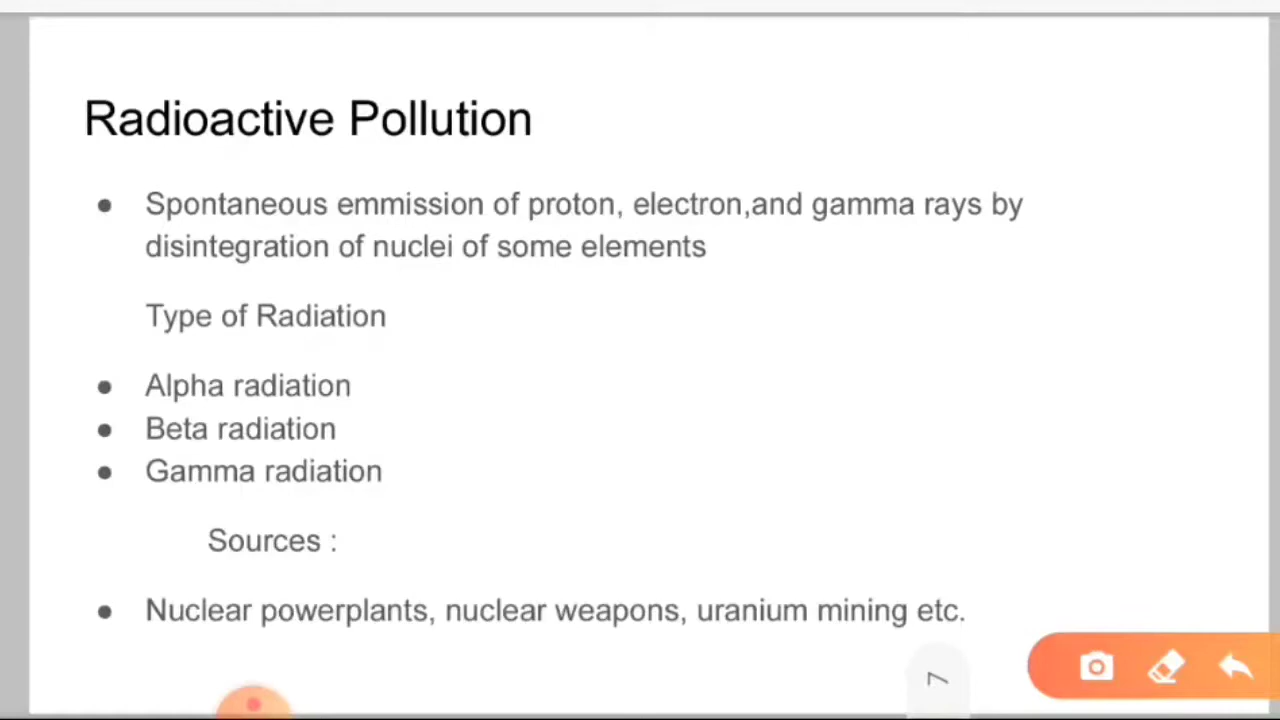 Radioactive Pollution
● Spontaneous emmission of proton, electron,and gamma rays by
disintegration of nuclei of some elements
Type of Radiation
● Alpha radiation
● Beta radiation
● Gamma radiation
Sources :
● Nuclear powerplants, nuclear weapons, uranium mining etc.
7